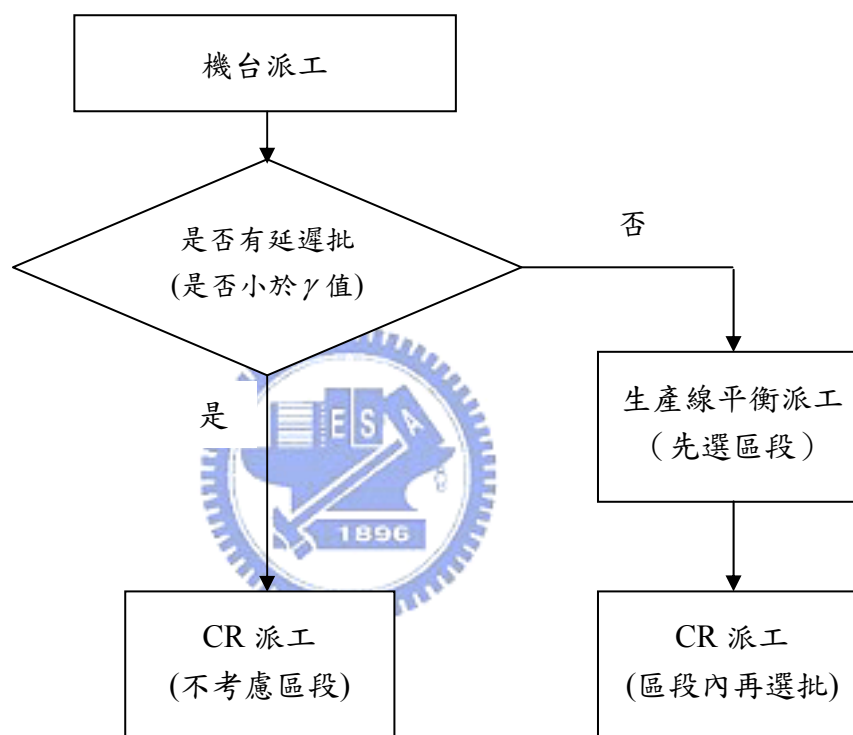 機台派工
是否有延遲批
(是否小於γ值)
否
是
生產線平衡派工
（先選區段）
ESA
1896
CR 派工
(不考慮區段)
CR 派工
(區段內再選批)